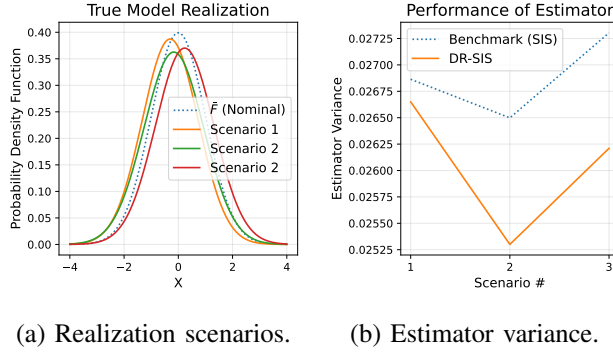 True Model Realization
Probability Density Function
0.40
0.35
0.30
0.25
0.20
0.15
0.10
0.05
0.00
F̄ (Nominal)
Scenario 1
Scenario 2
Scenario 2
−4 −2 0 2 4
X
(a) Realization scenarios.
Performance of Estimator
Estimator Variance
0.02725
0.02700
0.02675
0.02650
0.02625
0.02600
0.02575
0.02550
0.02525
Benchmark (SIS)
DR-SIS
1 2 3
Scenario #
(b) Estimator variance.